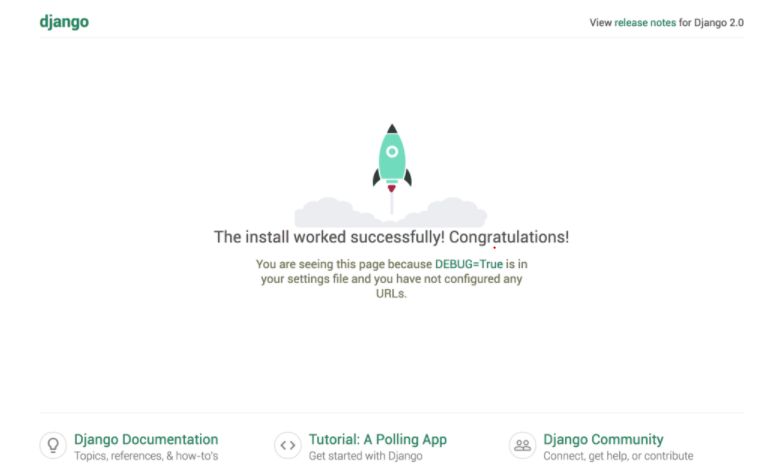 django
View release notes for Django 2.0
The install worked successfully! Congratulations!
You are seeing this page because DEBUG=True is in
your settings file and you have not configured any
URLs.
Django Documentation
Topics, references, & how-to's
Tutorial: A Polling App
Get started with Django
Django Community
Connect, get help, or contribute